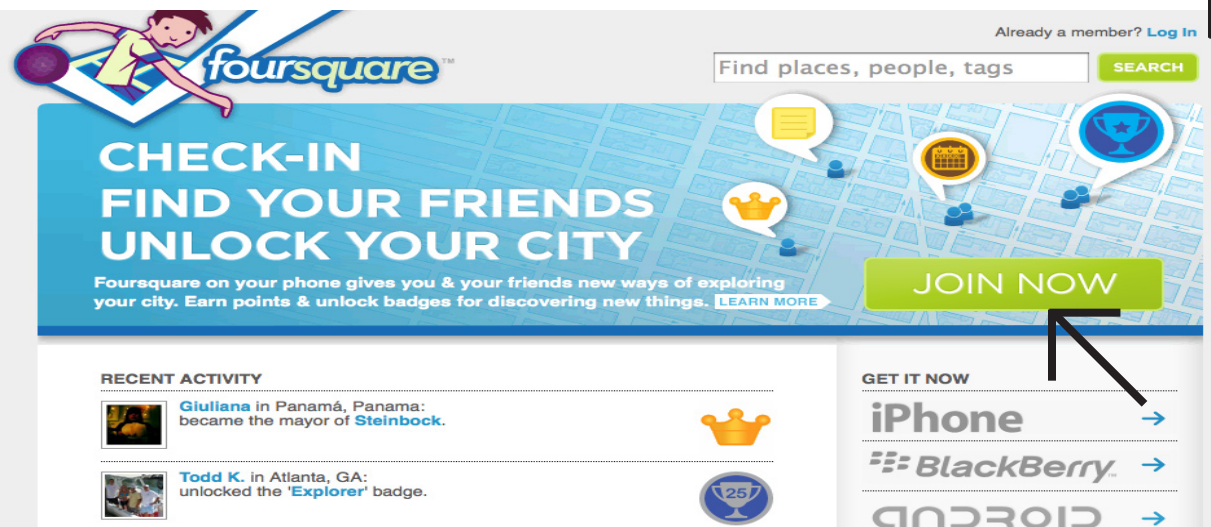 Already a member? Log In
foursquare™
Find places, people, tags
SEARCH
CHECK-IN
FIND YOUR FRIENDS
UNLOCK YOUR CITY
Foursquare on your phone gives you & your friends new ways of exploring
your city. Earn points & unlock badges for discovering new things. LEARN MORE
JOIN NOW
RECENT ACTIVITY
Giuliana in Panamá, Panama:
became the mayor of Steinbock.
Todd K. in Atlanta, GA:
unlocked the 'Explorer' badge.
25
GET IT NOW
iPhone
BlackBerry.
ANDROID